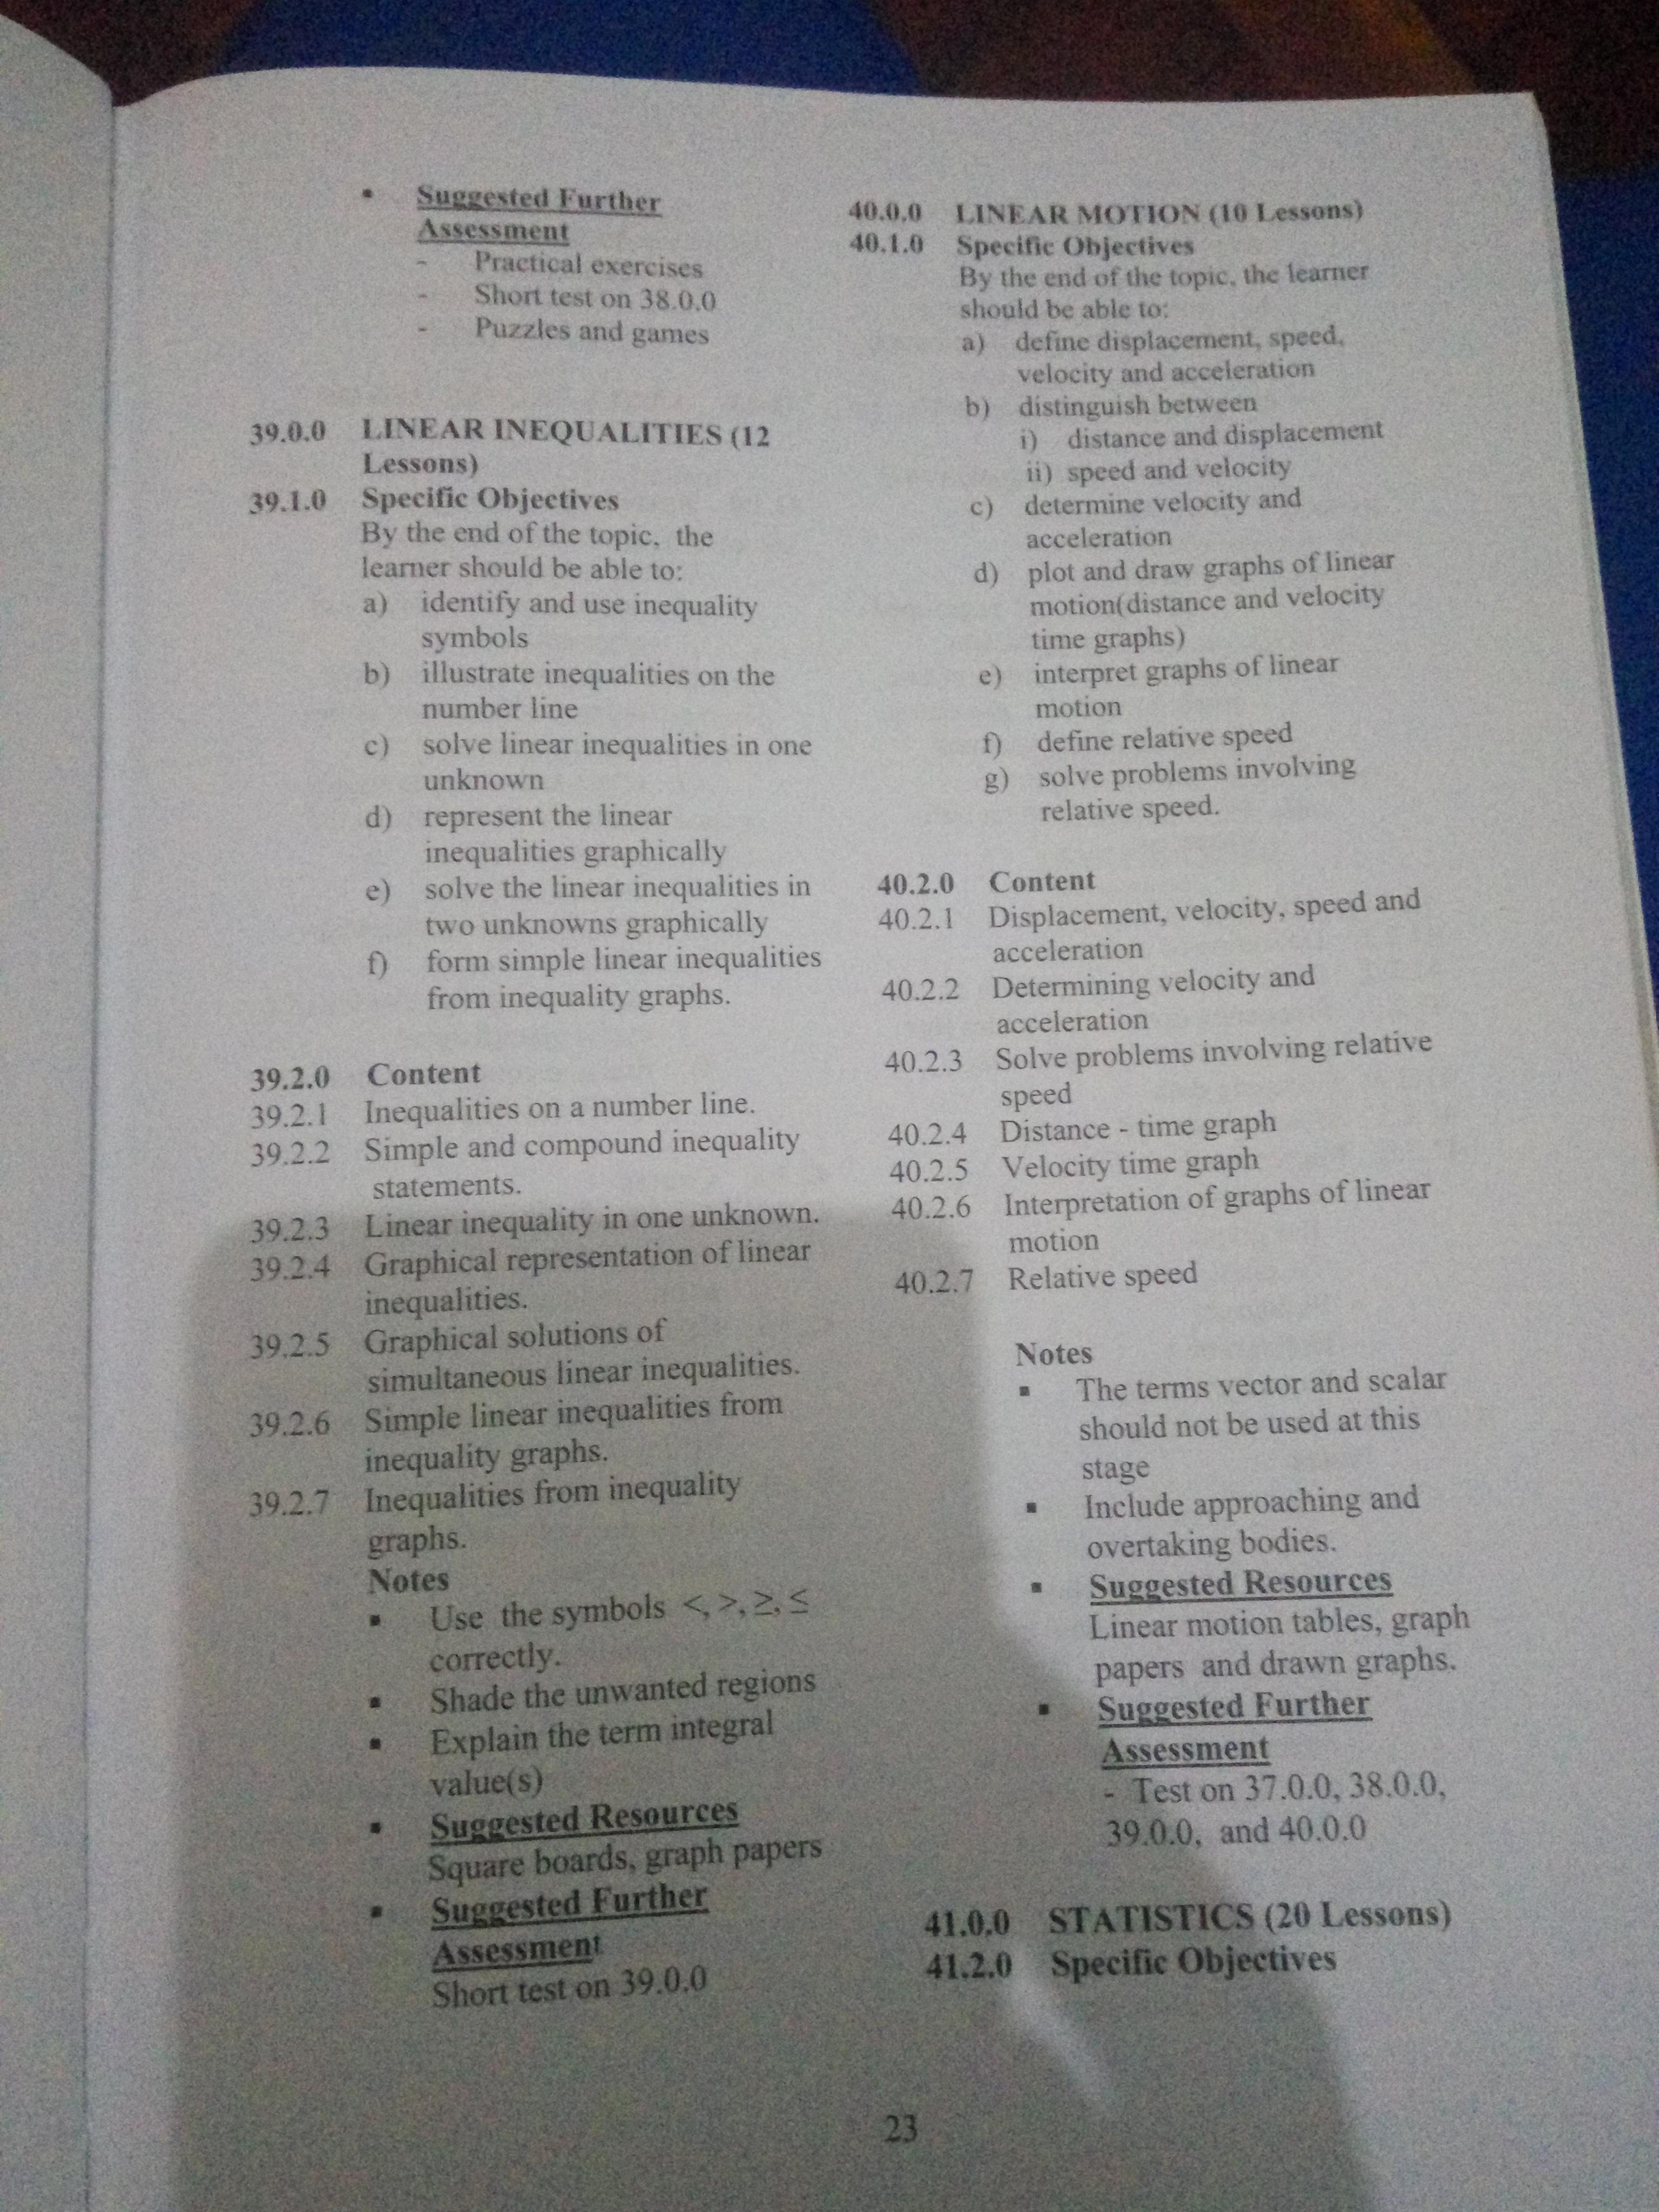 ▪ Suggested Further
Assessment
- Practical exercises
- Short test on 38.0.0
- Puzzles and games
39.0.0 LINEAR INEQUALITIES (12
Lessons)
39.1.0 Specific Objectives
By the end of the topic, the
learner should be able to:
a) identify and use inequality
symbols
b) illustrate inequalities on the
number line
c) solve linear inequalities in one
unknown
d) represent the linear
inequalities graphically
e) solve the linear inequalities in
two unknowns graphically
f) form simple linear inequalities
from inequality graphs.
39.2.0 Content
39.2.1 Inequalities on a number line.
39.2.2 Simple and compound inequality
statements.
39.2.3 Linear inequality in one unknown.
39.2.4 Graphical representation of linear
inequalities.
39.2.5 Graphical solutions of
simultaneous linear inequalities.
39.2.6 Simple linear inequalities from
inequality graphs.
39.2.7 Inequalities from inequality
graphs.
Notes
▪ Use the symbols <, >, ≥, ≤
correctly.
▪ Shade the unwanted regions
▪ Explain the term integral
value(s)
▪ Suggested Resources
Square boards, graph papers
▪ Suggested Further
Assessment
Short test on 39.0.0
40.0.0 LINEAR MOTION (10 Lessons)
40.1.0 Specific Objectives
By the end of the topic, the learner
should be able to:
a) define displacement, speed,
velocity and acceleration
b) distinguish between
i) distance and displacement
ii) speed and velocity
c) determine velocity and
acceleration
d) plot and draw graphs of linear
motion(distance and velocity
time graphs)
e) interpret graphs of linear
motion
f) define relative speed
g) solve problems involving
relative speed.
40.2.0 Content
40.2.1 Displacement, velocity, speed and
acceleration
40.2.2 Determining velocity and
acceleration
40.2.3 Solve problems involving relative
speed
40.2.4 Distance - time graph
40.2.5 Velocity time graph
40.2.6 Interpretation of graphs of linear
motion
40.2.7 Relative speed
Notes
▪ The terms vector and scalar
should not be used at this
stage
▪ Include approaching and
overtaking bodies.
▪ Suggested Resources
Linear motion tables, graph
papers and drawn graphs.
▪ Suggested Further
Assessment
- Test on 37.0.0, 38.0.0,
39.0.0, and 40.0.0
41.0.0 STATISTICS (20 Lessons)
41.2.0 Specific Objectives
23